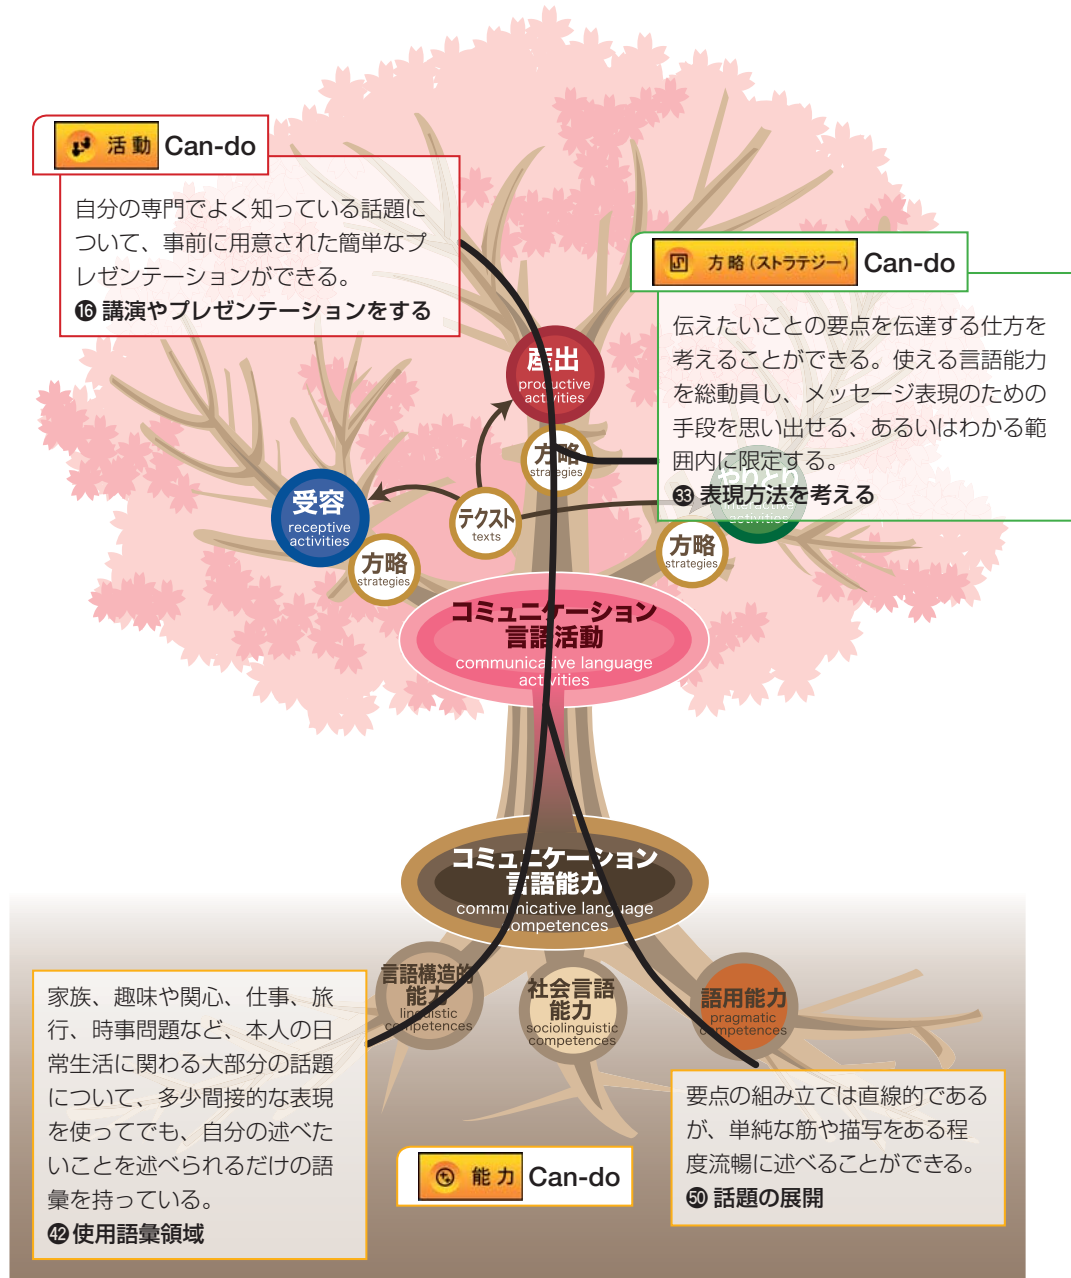 活動 Can-do
自分の専門でよく知っている話題に
ついて、事前に用意された簡単なプ
レゼンテーションができる。
⓰ 講演やプレゼンテーションをする
方略（ストラテジー） Can-do
伝えたいことの要点を伝達する仕方を
考えることができる。使える言語能力
を総動員し、メッセージ表現のための
手段を思い出せる、あるいはわかる範
囲内に限定する。
㉝ 表現方法を考える
産出
productive
activities
方略
strategies
受容
receptive
activities
方略
strategies
テクスト
texts
やりとり
interactive
activities
方略
strategies
コミュニケーション
言語活動
communicative language
activities
コミュニケーション
言語能力
communicative language
competences
言語構造的
能力
linguistic
competences
社会言語
能力
sociolinguistic
competences
語用能力
pragmatic
competences
家族、趣味や関心、仕事、旅
行、時事問題など、本人の日
常生活に関わる大部分の話題
について、多少間接的な表現
を使ってでも、自分の述べた
いことを述べられるだけの語
彙を持っている。
㊷ 使用語彙領域
能力 Can-do
要点の組み立ては直線的である
が、単純な筋や描写をある程
度流暢に述べることができる。
㊿ 話題の展開